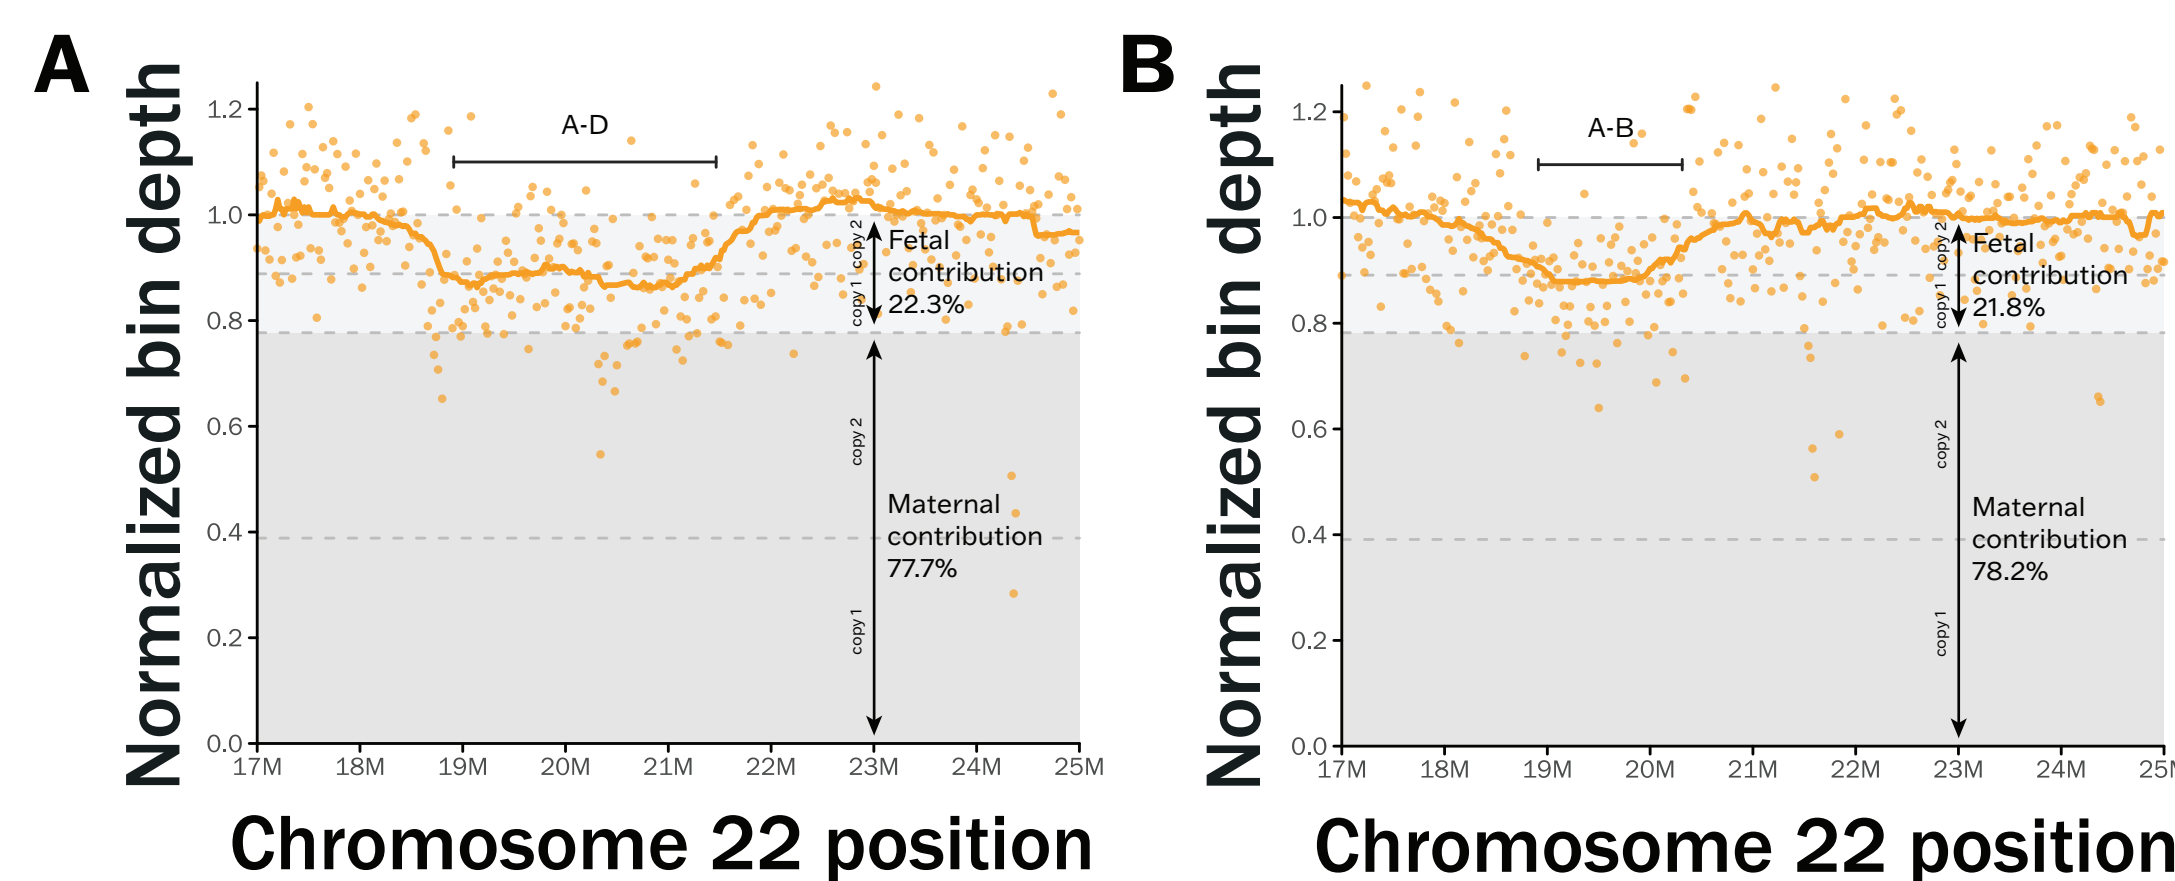 A
Normalized bin depth
1.2
1.0
0.8
0.6
0.4
0.2
0.0
A-D
copy 2
copy 1
Fetal
contribution
22.3%
copy 2
copy 1
Maternal
contribution
77.7%
17M 18M 19M 20M 21M 22M 23M 24M 25M
Chromosome 22 position
B
Normalized bin depth
1.2
1.0
0.8
0.6
0.4
0.2
0.0
A-B
copy 2
copy 1
Fetal
contribution
21.8%
copy 2
copy 1
Maternal
contribution
78.2%
17M 18M 19M 20M 21M 22M 23M 24M 25M
Chromosome 22 position